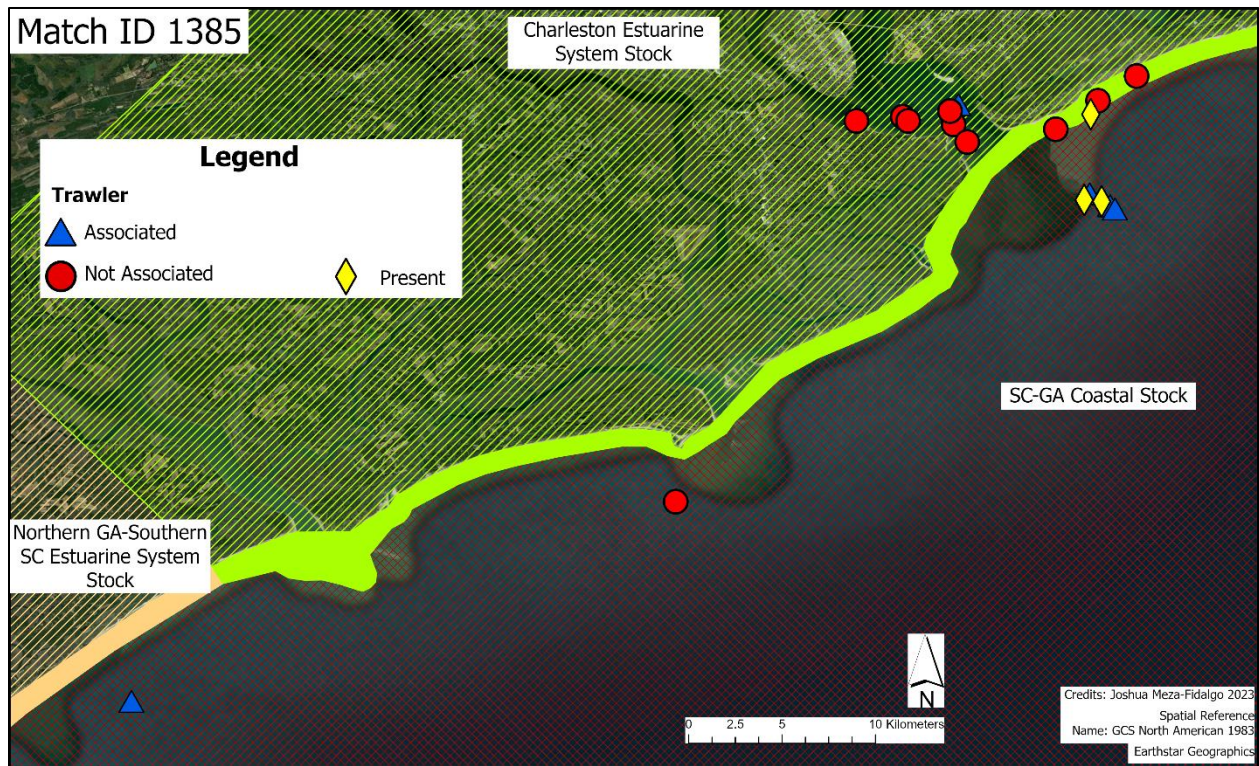 Match ID 1385
Charleston Estuarine
System Stock
Legend
Trawler
Associated
Not Associated
Present
SC-GA Coastal Stock
Northern GA-Southern
SC Estuarine System
Stock
N
0 2.5 5 10 Kilometers
Credits: Joshua Meza-Fidalgo 2023
Spatial Reference
Name: GCS North American 1983
Earthstar Geographics